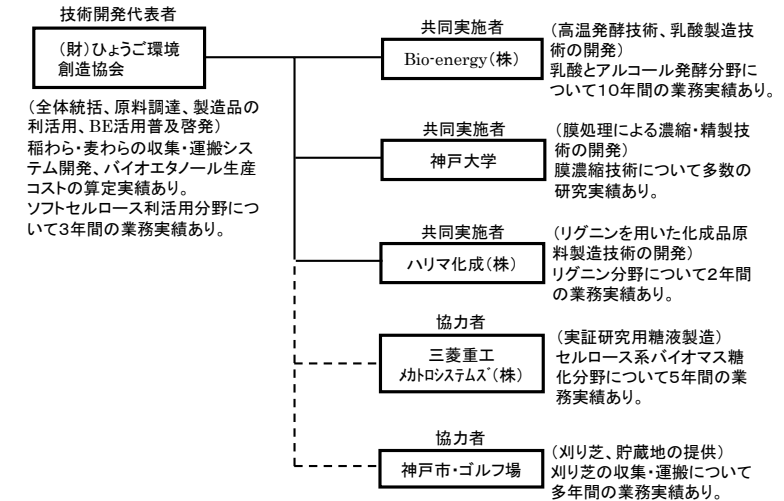 技術開発代表者
(財)ひょうご環境
創造協会
(全体統括、原料調達、製造品の
利活用、BE活用普及啓発)
稲わら・麦わらの収集・運搬シス
テム開発、バイオエタノール生産
コストの算定実績あり。
ソフトセルロース利活用分野につ
いて3年間の業務実績あり。
共同実施者
Bio-energy(株)
(高温発酵技術、乳酸製造技
術の開発)
乳酸とアルコール発酵分野に
ついて10年間の業務実績あり。
共同実施者
神戸大学
(膜処理による濃縮・精製技
術の開発)
膜濃縮技術について多数の
研究実績あり。
共同実施者
ハリマ化成(株)
(リグニンを用いた化成品原
料製造技術の開発)
リグニン分野について2年間
の業務実績あり。
協力者
三菱重工
メカトロシステムズ(株)
(実証研究用糖液製造)
セルロース系バイオマス糖
化分野について5年間の業
務実績あり。
協力者
神戸市・ゴルフ場
(刈り芝、貯蔵地の提供)
刈り芝の収集・運搬について
多年間の業務実績あり。